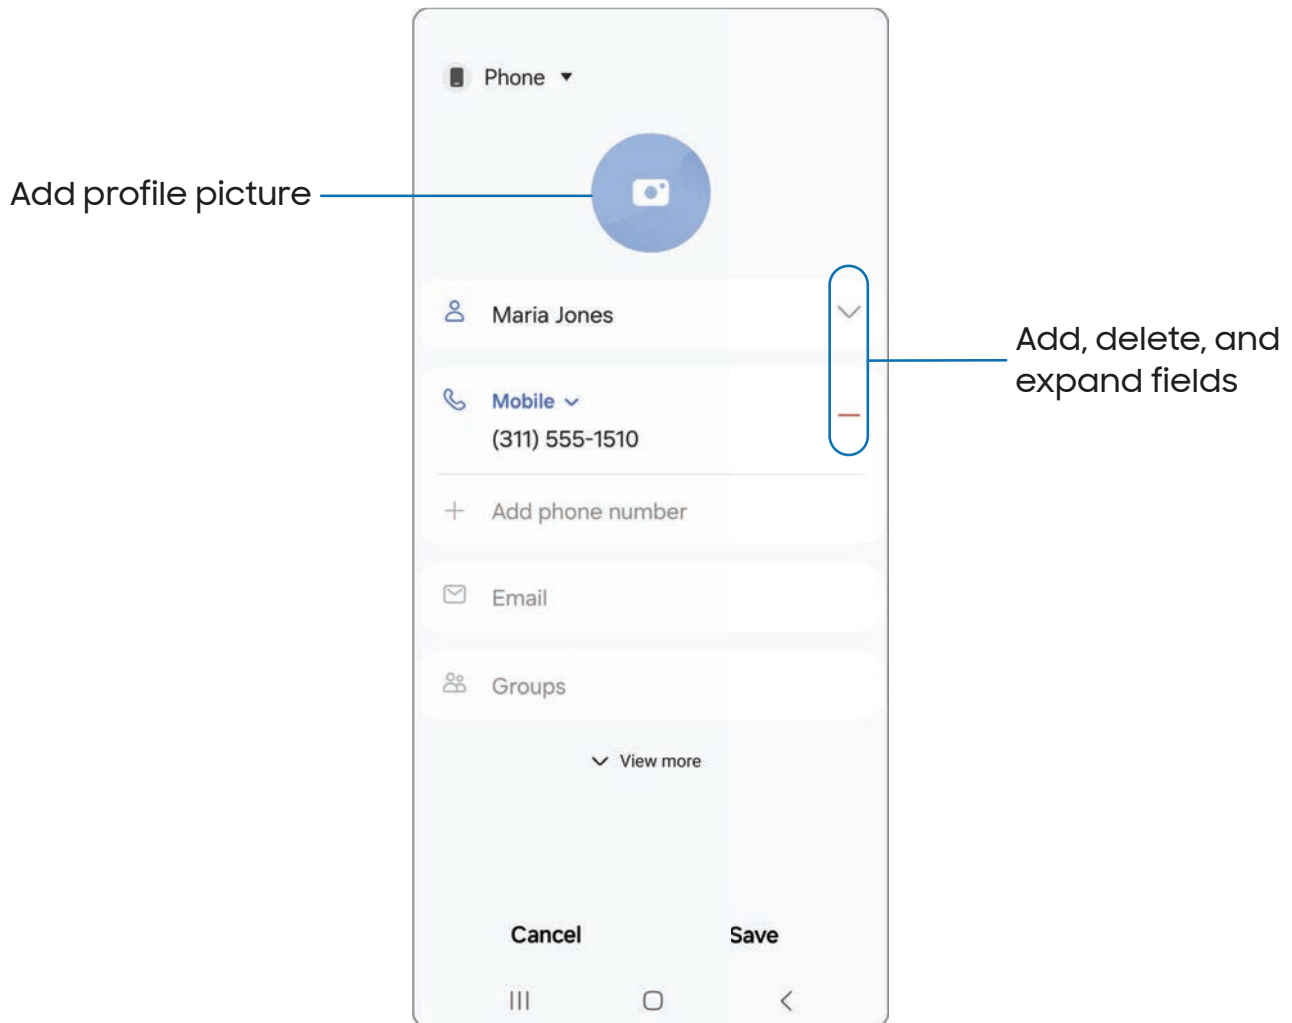 Phone
Add profile picture
Maria Jones
Add, delete, and
expand fields
Mobile
(311) 555-1510
Add phone number
Email
Groups
View more
Cancel Save